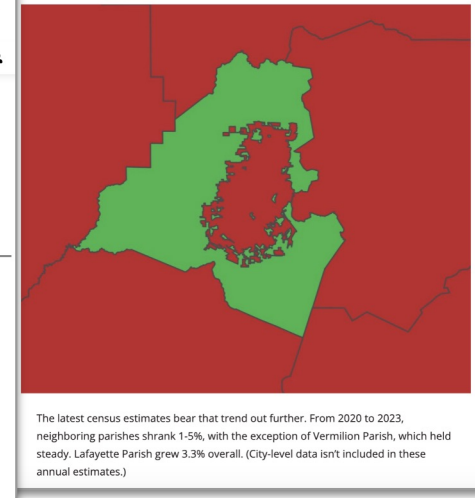 The latest census estimates bear that trend out further. From 2020 to 2023,
neighboring parishes shrank 1-5%, with the exception of Vermilion Parish, which held
steady. Lafayette Parish grew 3.3% overall. (City-level data isn’t included in these
annual estimates.)